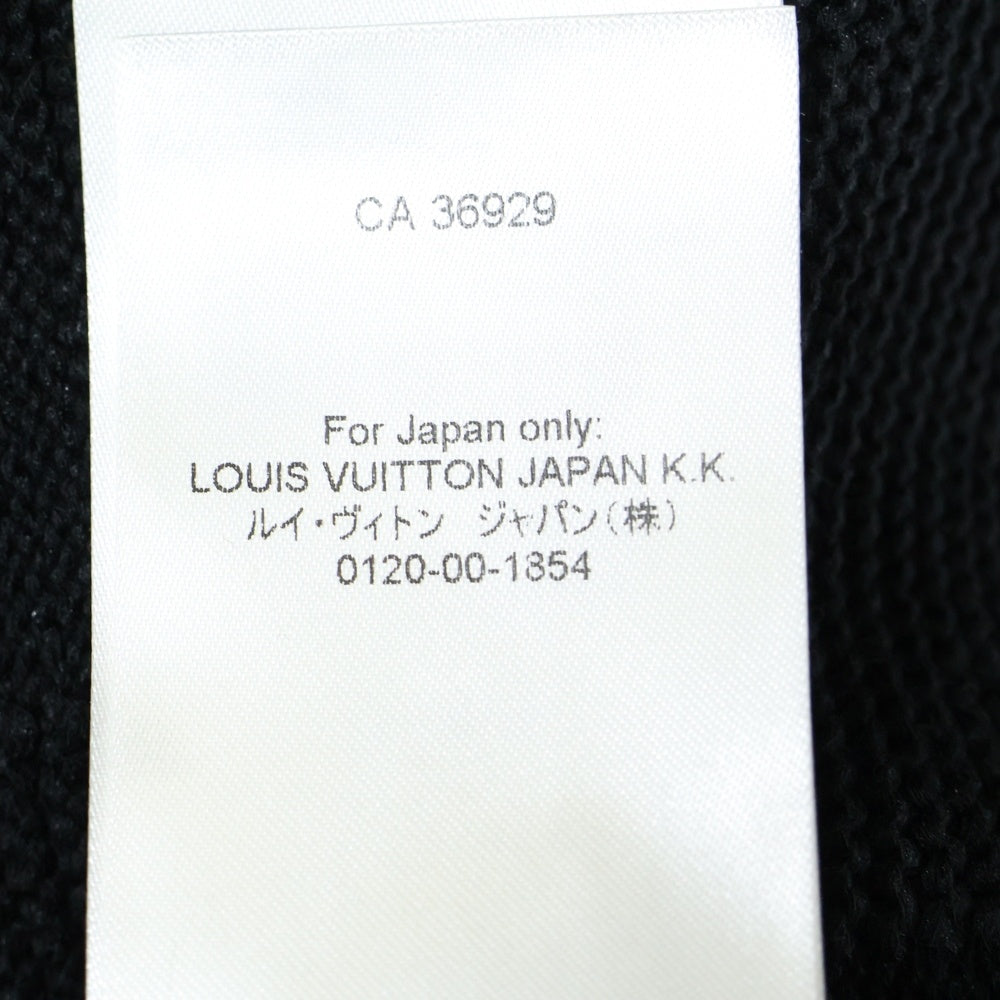 CA 36929
For Japan only:
LOUIS VUITTON JAPAN K.K.
ルイ・ヴィトン　ジャパン(株)
0120-00-1854